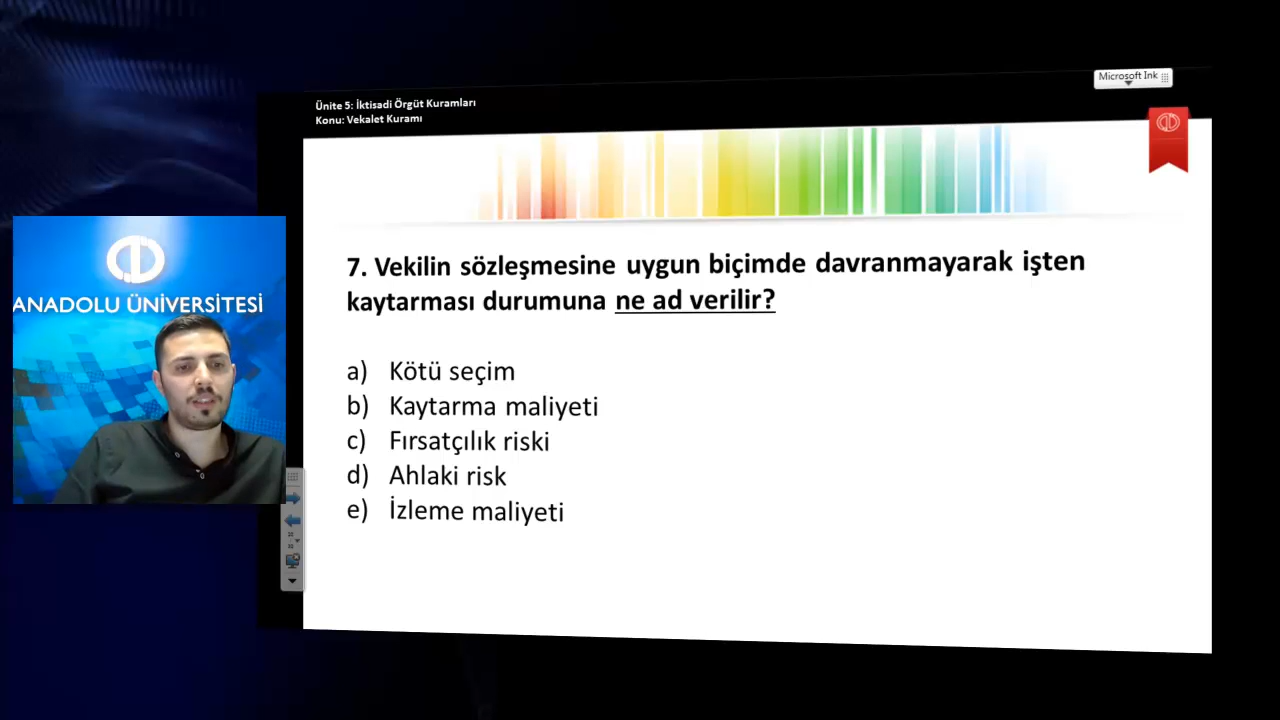 Microsoft Ink
Ünite 5: İktisadi Örgüt Kuramları
Konu: Vekalet Kuramı
ANADOLU ÜNİVERSİTESİ
7. Vekilin sözleşmesine uygun biçimde davranmayarak işten
kaytarması durumuna ne ad verilir?
a) Kötü seçim
b) Kaytarma maliyeti
c) Fırsatçılık riski
d) Ahlaki risk
e) İzleme maliyeti